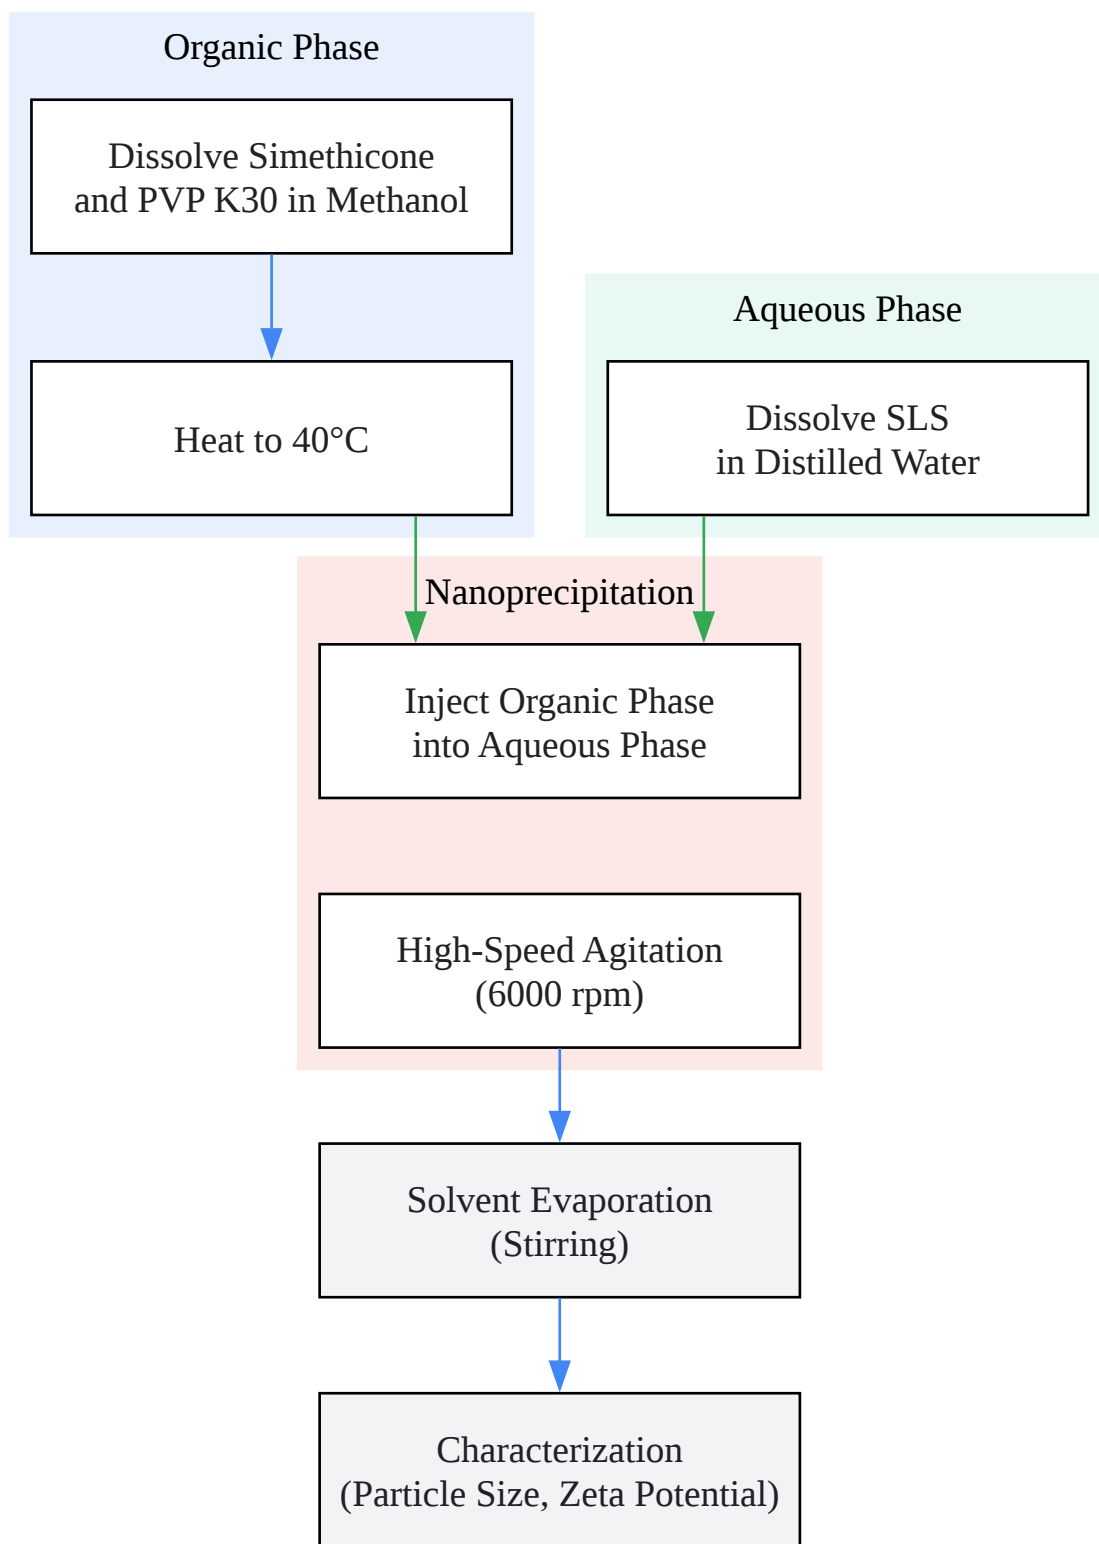 Organic Phase
Dissolve Simethicone
and PVP K30 in Methanol
Heat to 40°C
Aqueous Phase
Dissolve SLS
in Distilled Water
Nanoprecipitation
Inject Organic Phase
into Aqueous Phase
High-Speed Agitation
(6000 rpm)
Solvent Evaporation
(Stirring)
Characterization
(Particle Size, Zeta Potential)